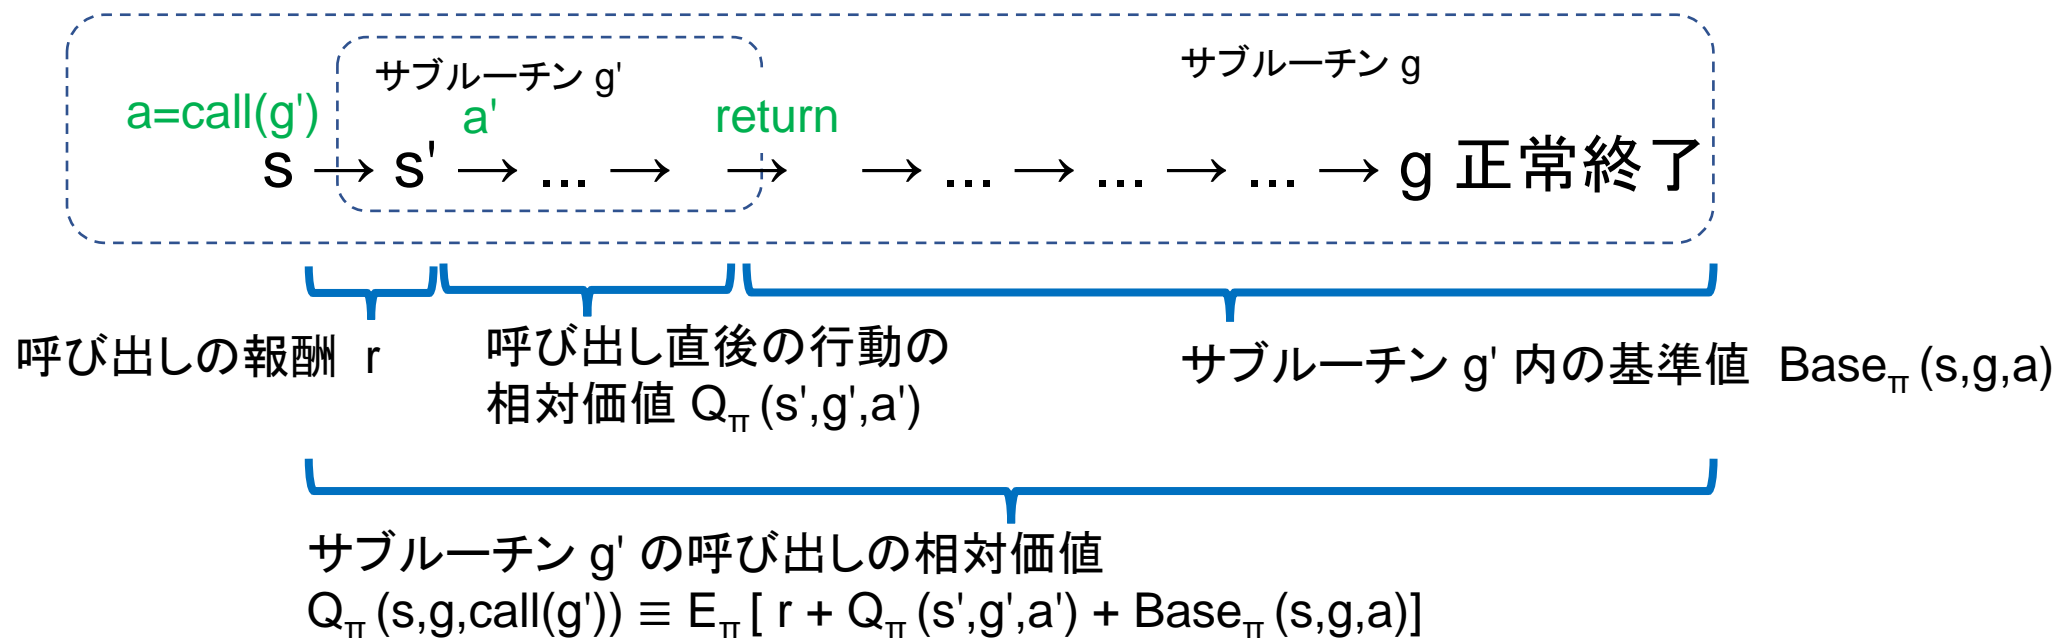 サブルーチン g'
サブルーチン g
a=call(g')
a'
return
s → s' → ... → → → ... → ... → ... → g 正常終了
呼び出しの報酬 r
呼び出し直後の行動の
相対価値 Qπ (s',g',a')
サブルーチン g' 内の基準値 Baseπ (s,g,a)
サブルーチン g' の呼び出しの相対価値
Qπ (s,g,call(g')) ≡ Eπ [ r + Qπ (s',g',a') + Baseπ (s,g,a)]